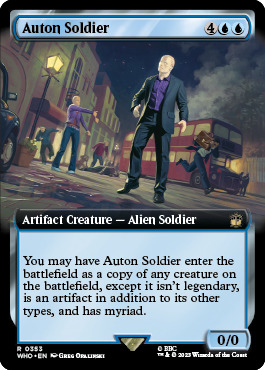 Auton Soldier 4
Artifact Creature — Alien Soldier
You may have Auton Soldier enter the
battlefield as a copy of any creature on
the battlefield, except it isn't legendary,
is an artifact in addition to its other
types, and has myriad.
0/0
R 0353
WHO • EN Greg Opalinski
© BBC
™ & © 2023 Wizards of the Coast